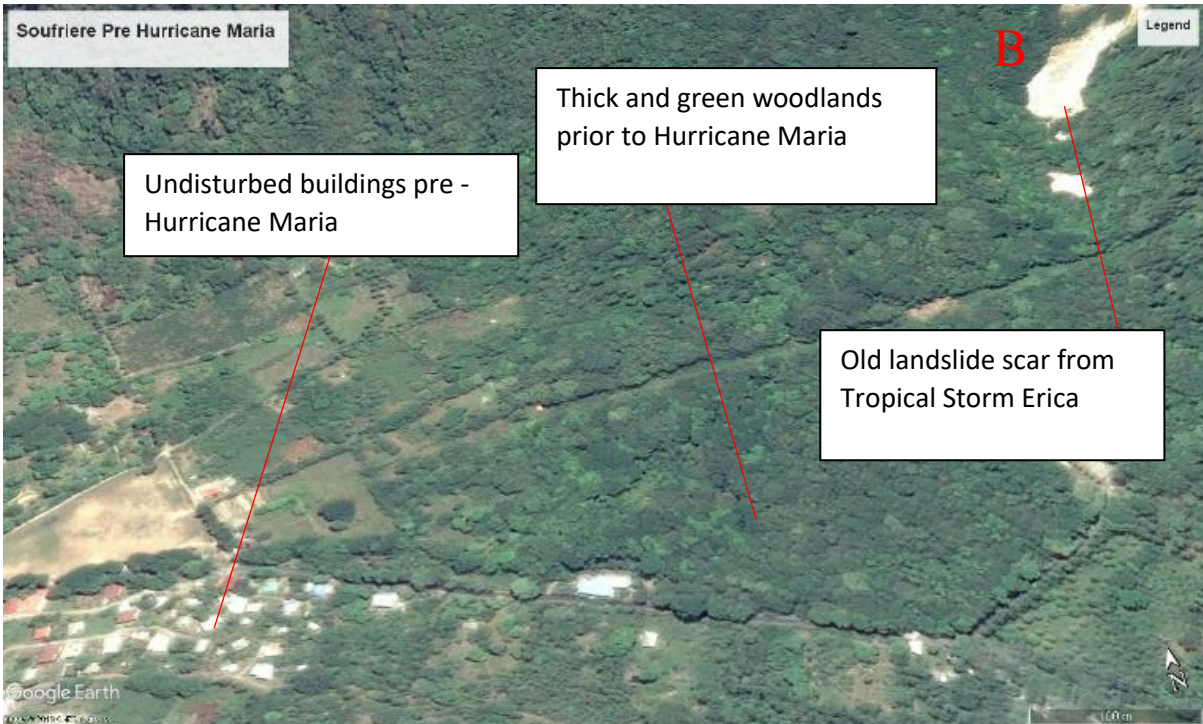 Soufriere Pre Hurricane Maria
Legend
B
Thick and green woodlands
prior to Hurricane Maria
Undisturbed buildings pre -
Hurricane Maria
Old landslide scar from
Tropical Storm Erica
Google Earth
N
160 m